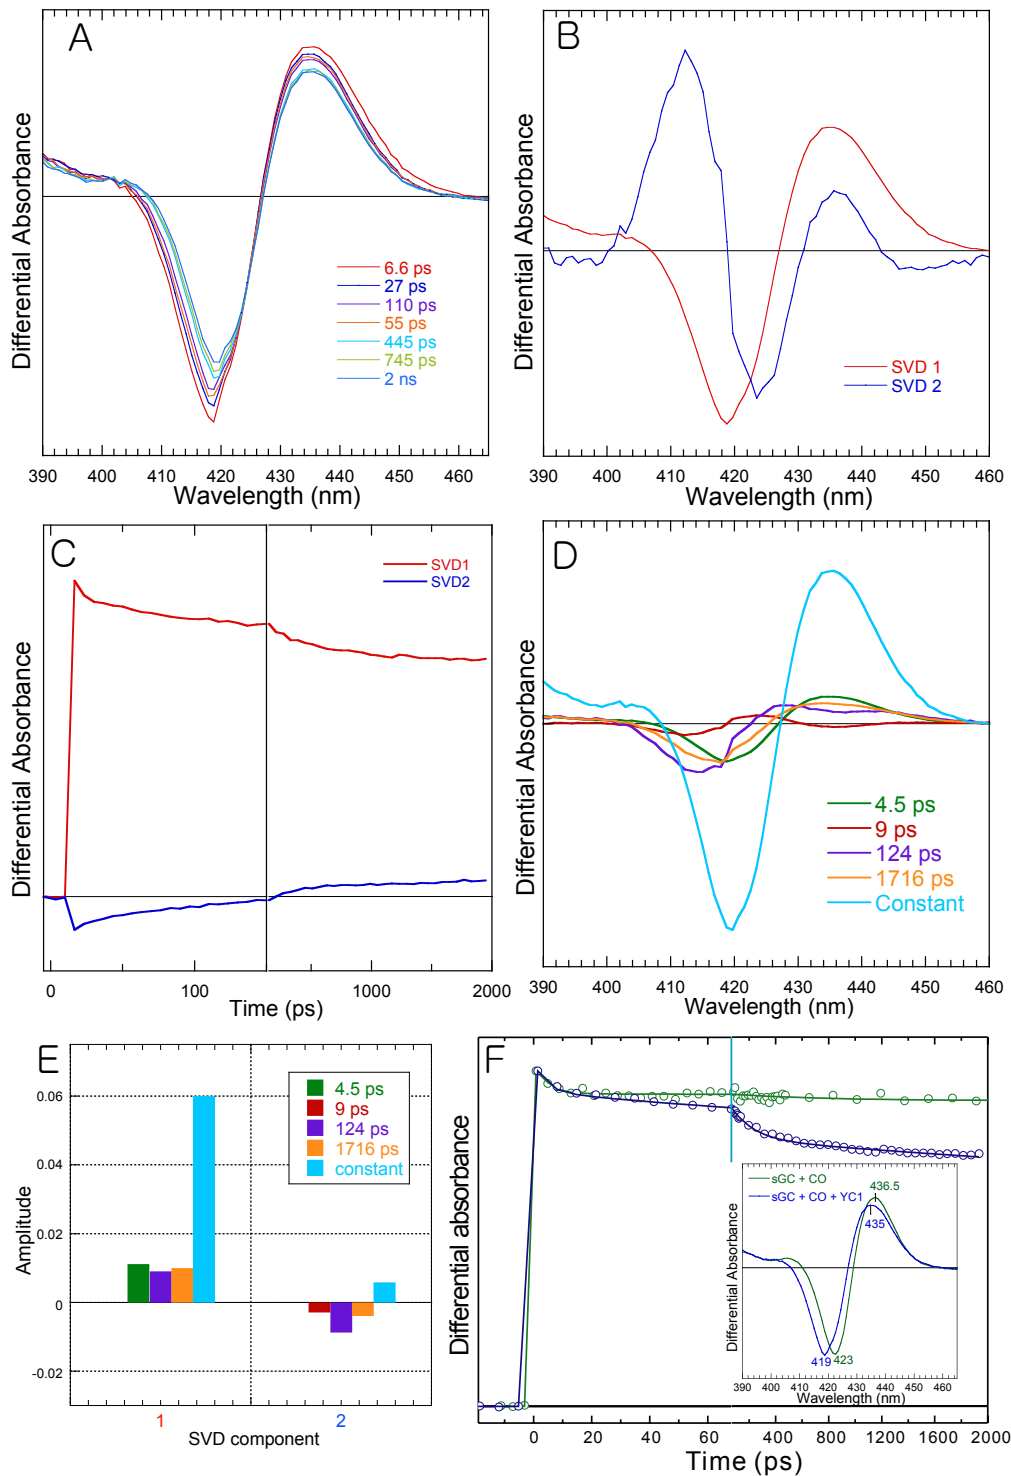 A
Differential Absorbance
6.6 ps
27 ps
110 ps
55 ps
445 ps
745 ps
2 ns
390 400 410 420 430 440 450 460
Wavelength (nm)
B
Differential Absorbance
SVD 1
SVD 2
390 400 410 420 430 440 450 460
Wavelength (nm)
C
Differential Absorbance
SVD1
SVD2
0 100 1000 2000
Time (ps)
D
Differential Absorbance
4.5 ps
9 ps
124 ps
1716 ps
Constant
390 400 410 420 430 440 450 460
Wavelength (nm)
E
Amplitude
0.06
0.04
0.02
0
-0.02
4.5 ps
9 ps
124 ps
1716 ps
constant
1 2
SVD component
F
Differential absorbance
0 20 40 60 400 800 1200 1600 2000
Time (ps)
sGC + CO
sGC + CO + YC1
436.5
435
419 423
Differential Absorbance
390 400 410 420 430 440 450 460
Wavelength (nm)